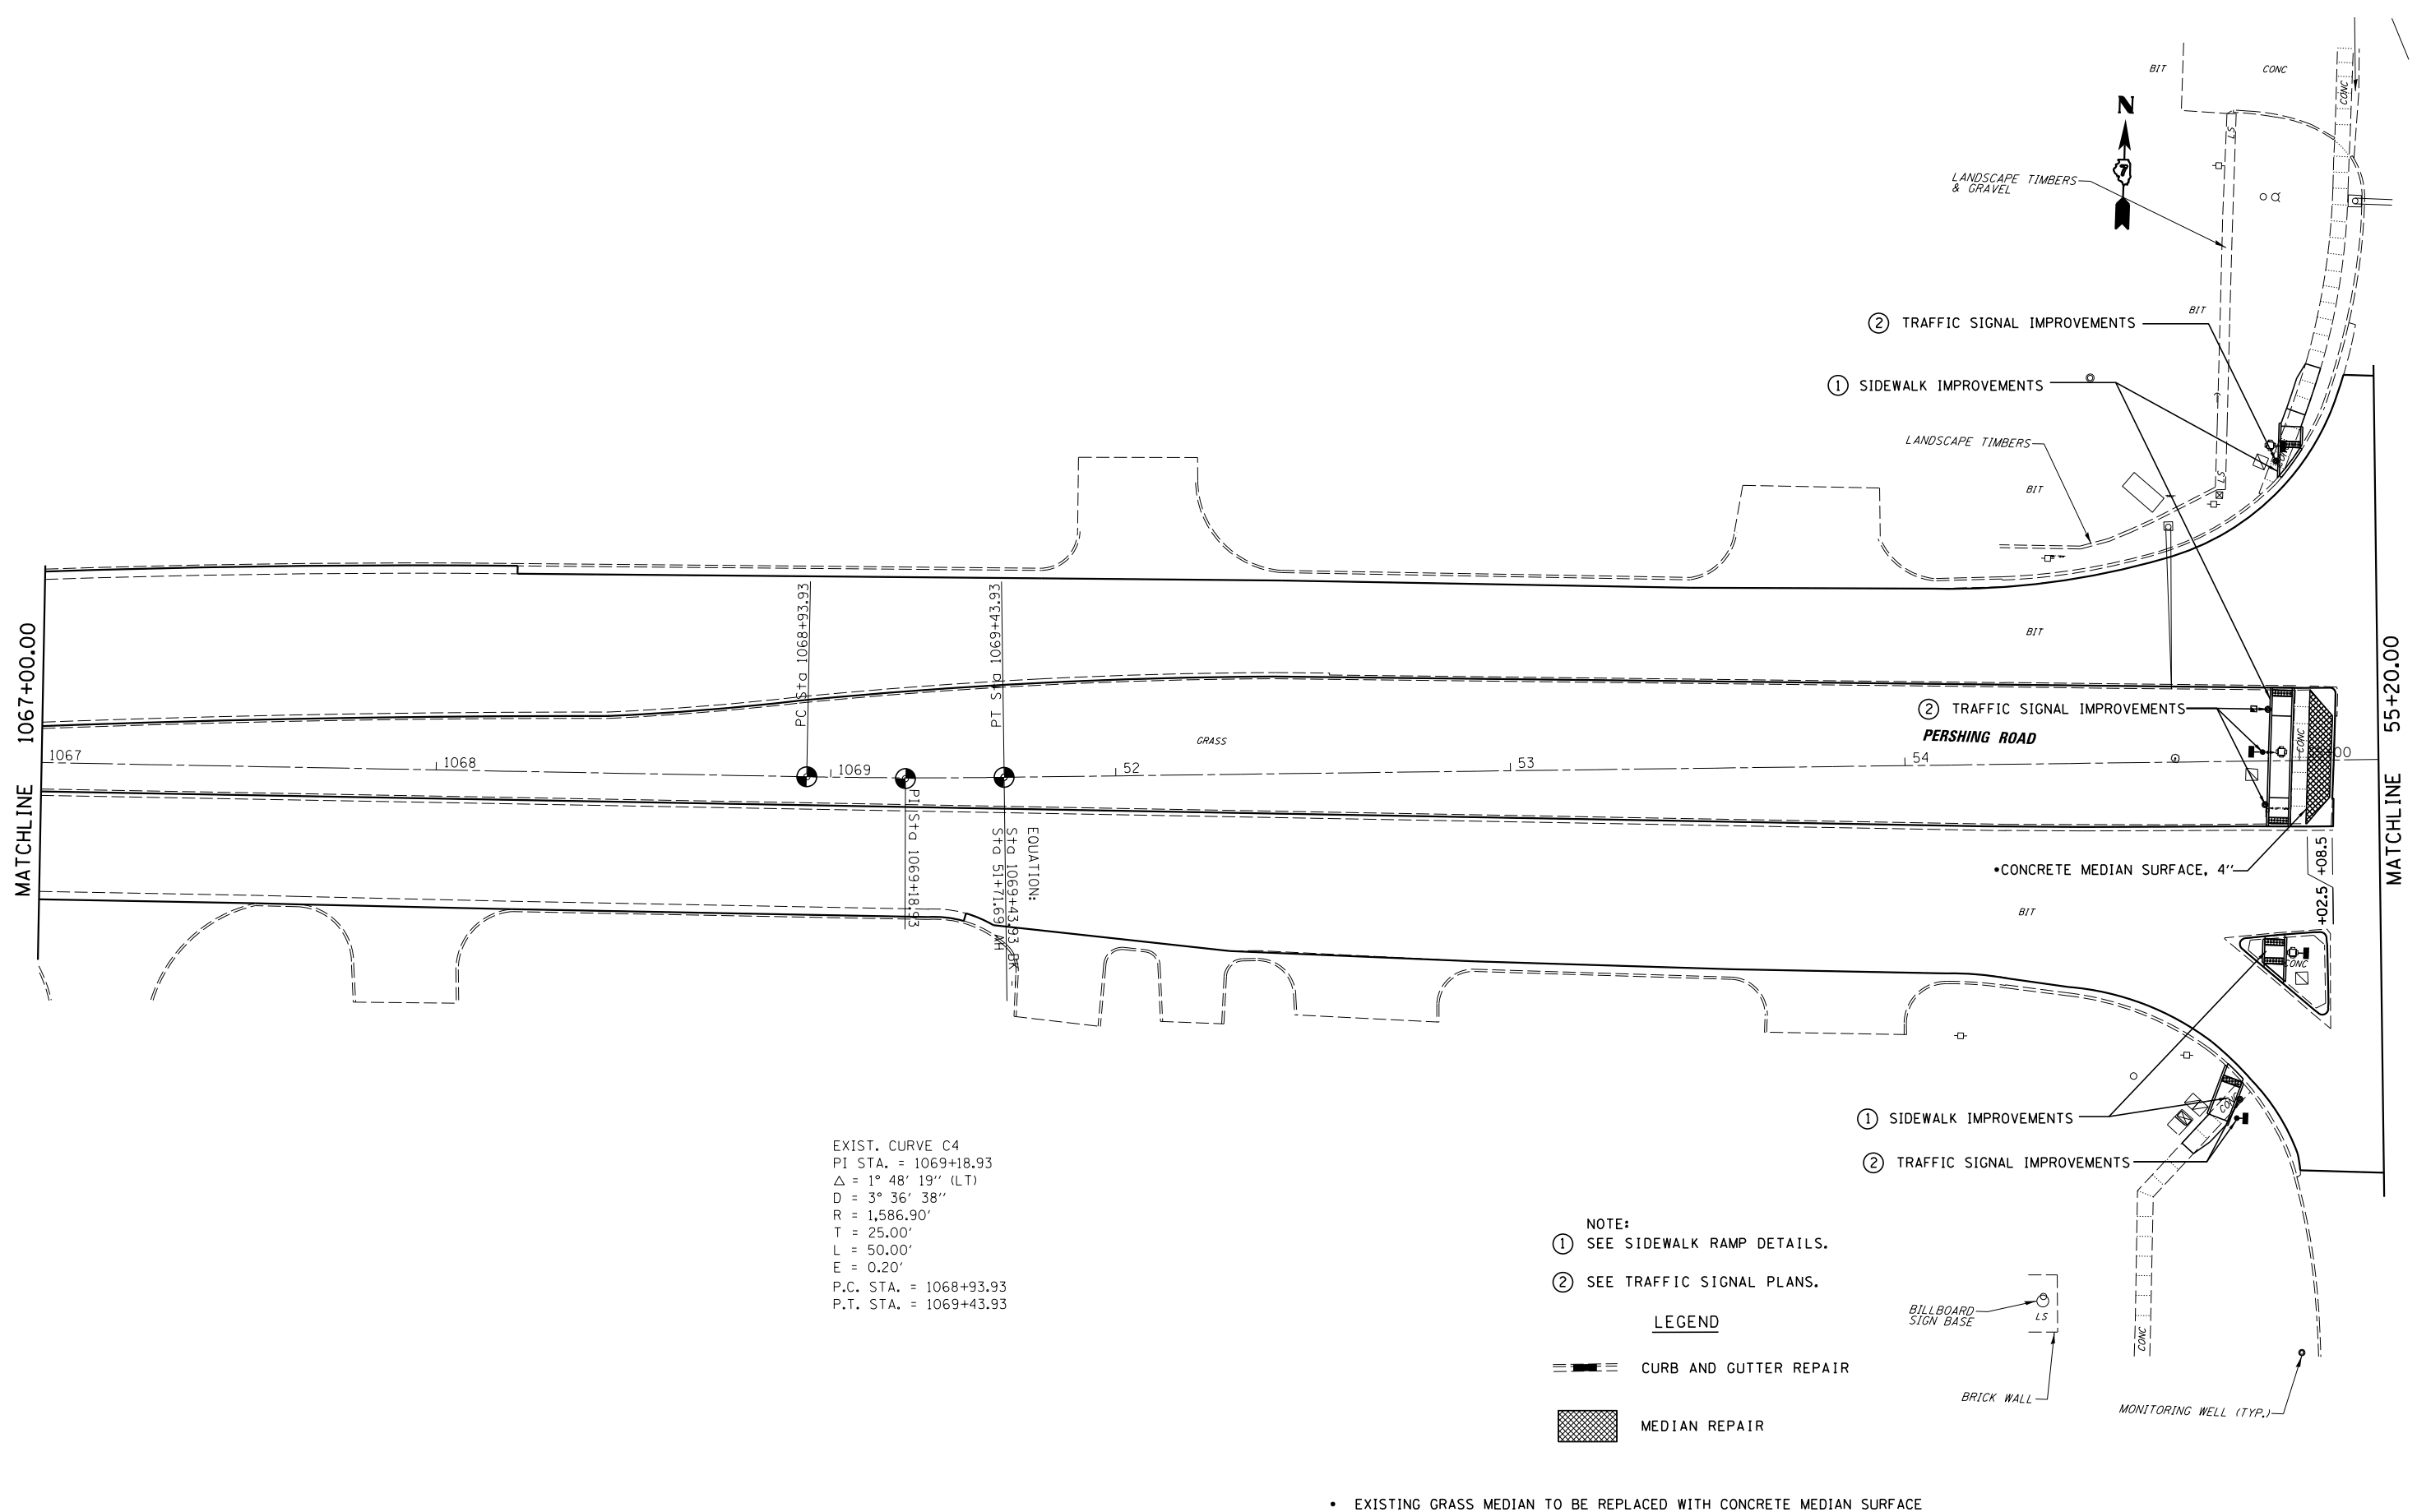 BIT
CONC
CONC
N
7
LS
LANDSCAPE TIMBERS
& GRAVEL
BIT
② TRAFFIC SIGNAL IMPROVEMENTS
① SIDEWALK IMPROVEMENTS
LANDSCAPE TIMBERS
LS
BIT
CONC
MATCHLINE 1067+00.00
PC Sta 1068+93.93
PT Sta 1069+43.93
BIT
MATCHLINE 55+20.00
② TRAFFIC SIGNAL IMPROVEMENTS
PERSHING ROAD
GRASS
CONC
1067
1068
1069
52
53
54
00
PI Sta 1069+18.93
EQUATION:
Sta 1069+43.93 BK =
Sta 51+71.69 AH
•CONCRETE MEDIAN SURFACE, 4''
+08.5
+02.5
BIT
CONC
CONC
① SIDEWALK IMPROVEMENTS
② TRAFFIC SIGNAL IMPROVEMENTS
EXIST. CURVE C4
PI STA. = 1069+18.93
△ = 1° 48' 19'' (LT)
D = 3° 36' 38''
R = 1,586.90'
T = 25.00'
L = 50.00'
E = 0.20'
P.C. STA. = 1068+93.93
P.T. STA. = 1069+43.93
NOTE:
① SEE SIDEWALK RAMP DETAILS.
② SEE TRAFFIC SIGNAL PLANS.
LEGEND
CURB AND GUTTER REPAIR
MEDIAN REPAIR
BILLBOARD
SIGN BASE
LS
BRICK WALL
CONC
MONITORING WELL (TYP.)
• EXISTING GRASS MEDIAN TO BE REPLACED WITH CONCRETE MEDIAN SURFACE